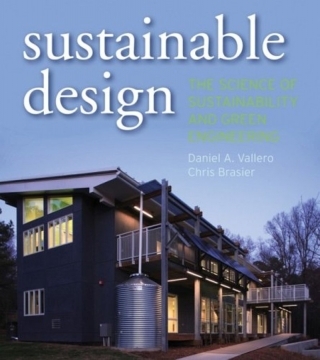 sustainable
design
THE SCIENCE OF
SUSTAINABILITY
AND GREEN
ENGINEERING
Daniel A. Vallero
Chris Brasier